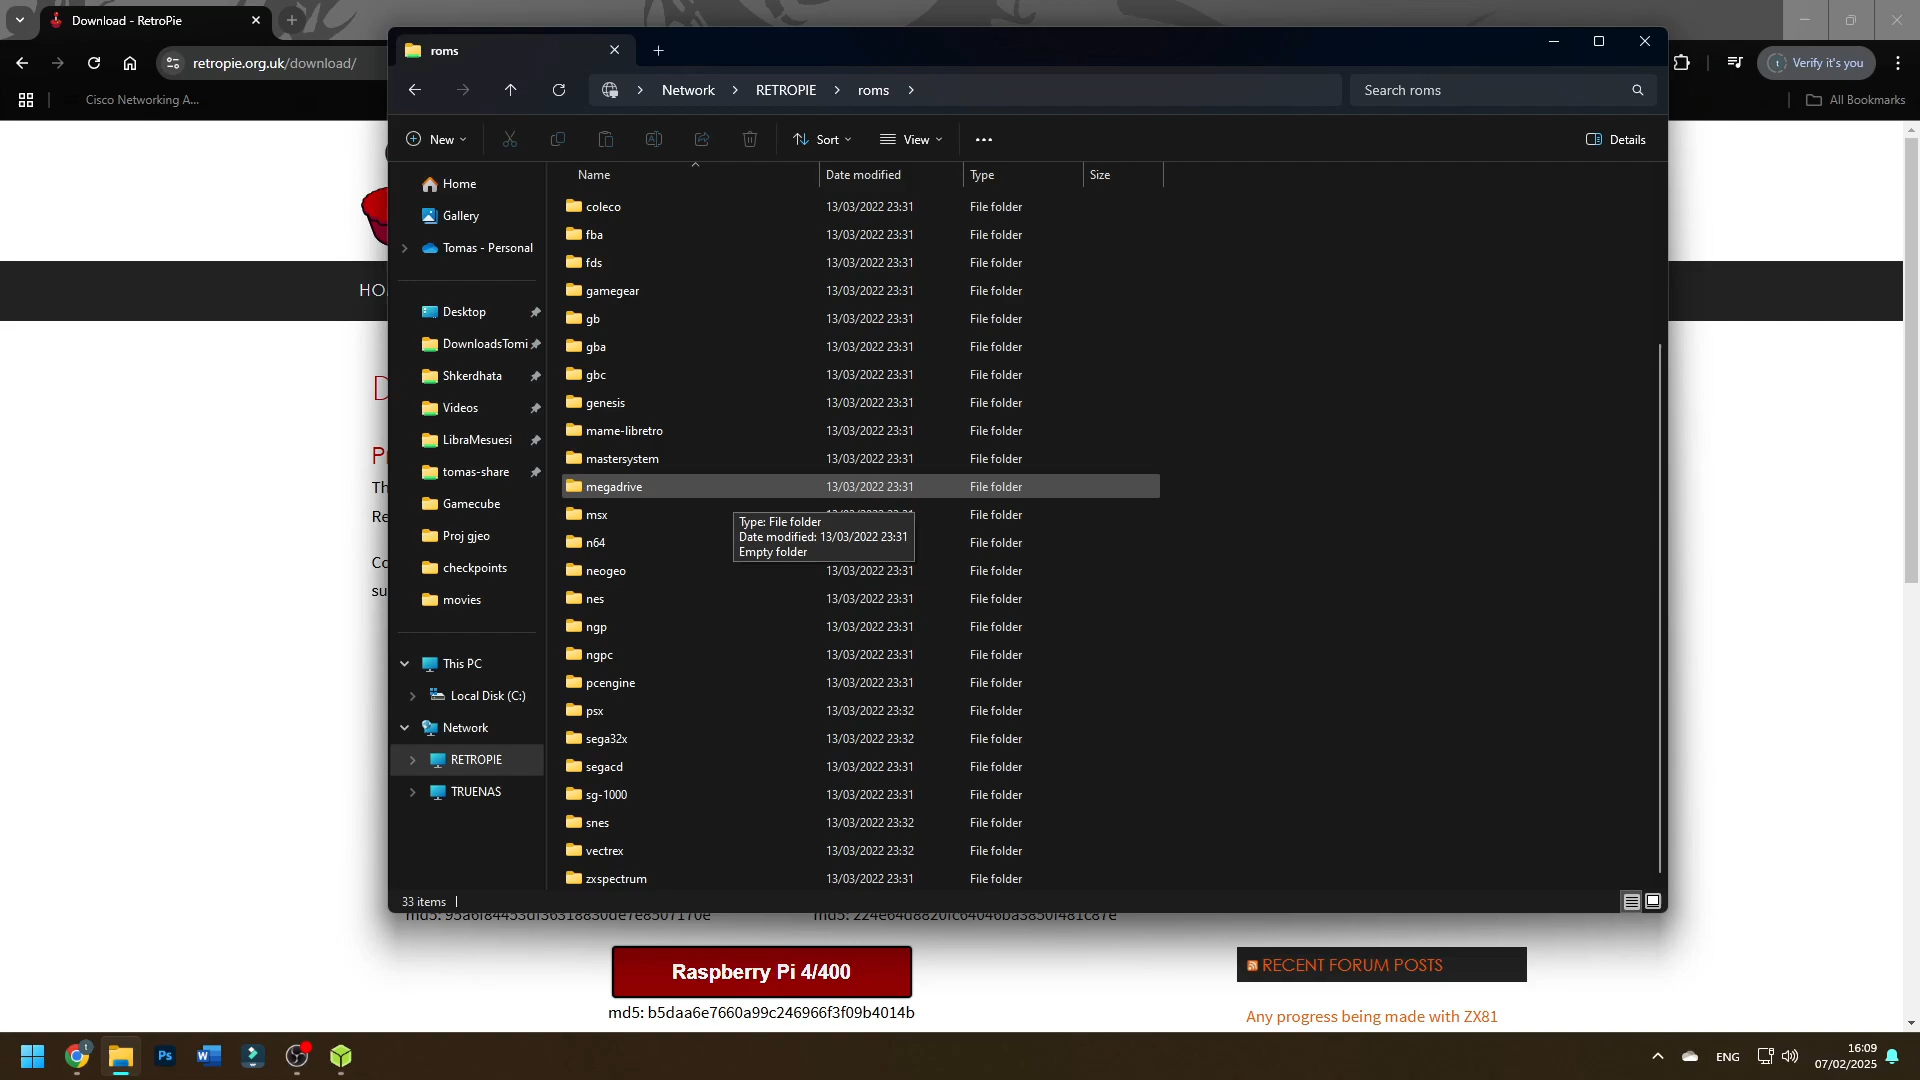 Download - RetroPie
retropie.org.uk/download/
Verify it's you
Cisco Networking A...
All Bookmarks
roms
Network
RETROPIE
roms
Search roms
New
Sort
View
Details
Name
Date modified
Type
Size
Home
Gallery
Tomas - Personal
Desktop
DownloadsTomi
Shkerdhata
Videos
LibraMesuesi
tomas-share
Gamecube
Proj gjeo
checkpoints
movies
This PC
Local Disk (C:)
Network
RETROPIE
TRUENAS
coleco 13/03/2022 23:31 File folder
fba 13/03/2022 23:31 File folder
fds 13/03/2022 23:31 File folder
gamegear 13/03/2022 23:31 File folder
gb 13/03/2022 23:31 File folder
gba 13/03/2022 23:31 File folder
gbc 13/03/2022 23:31 File folder
genesis 13/03/2022 23:31 File folder
mame-libretro 13/03/2022 23:31 File folder
mastersystem 13/03/2022 23:31 File folder
megadrive 13/03/2022 23:31 File folder
msx File folder
Type: File folder
Date modified: 13/03/2022 23:31
Empty folder
n64 File folder
neogeo 13/03/2022 23:31 File folder
nes 13/03/2022 23:31 File folder
ngp 13/03/2022 23:31 File folder
ngpc 13/03/2022 23:31 File folder
pcengine 13/03/2022 23:31 File folder
psx 13/03/2022 23:32 File folder
sega32x 13/03/2022 23:32 File folder
segacd 13/03/2022 23:31 File folder
sg-1000 13/03/2022 23:31 File folder
snes 13/03/2022 23:32 File folder
vectrex 13/03/2022 23:32 File folder
zxspectrum 13/03/2022 23:31 File folder
33 items
HO
D
P
Th
Re
Co
su
Raspberry Pi 4/400
md5: b5daa6e7660a99c246966f3f09b4014b
RECENT FORUM POSTS
Any progress being made with ZX81
ENG
16:09
07/02/2025